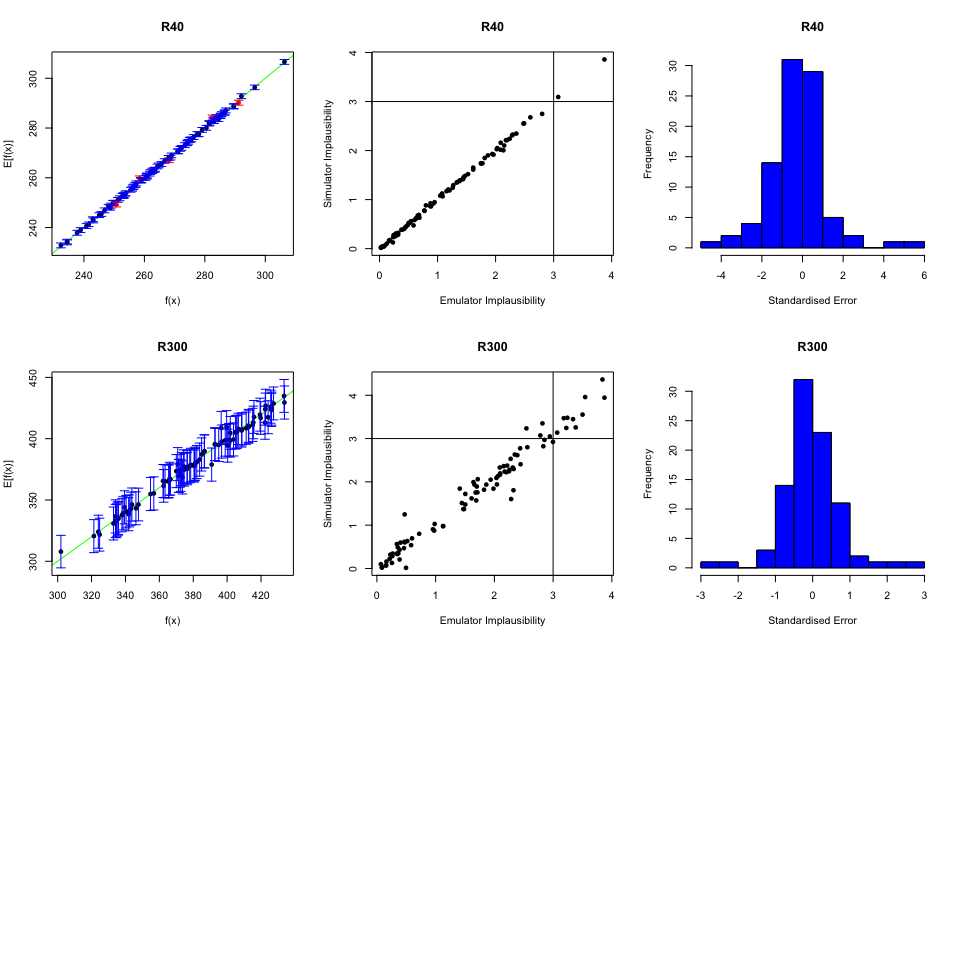 R40
E[f(x)]
300
280
260
240
240 260 280 300
f(x)
R40
Simulator Implausibility
4
3
2
1
0
0 1 2 3 4
Emulator Implausibility
R40
Frequency
30
25
20
15
10
5
0
-4 -2 0 2 4 6
Standardised Error
R300
E[f(x)]
450
400
350
300
300 320 340 360 380 400 420
f(x)
R300
Simulator Implausibility
4
3
2
1
0
0 1 2 3 4
Emulator Implausibility
R300
Frequency
30
25
20
15
10
5
0
-3 -2 -1 0 1 2 3
Standardised Error